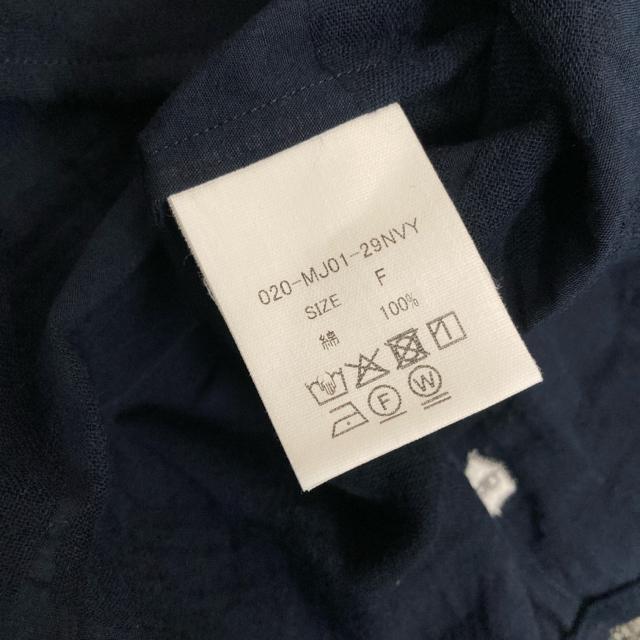 020-MJ01-29NVY
SIZE F
綿 100%
F W